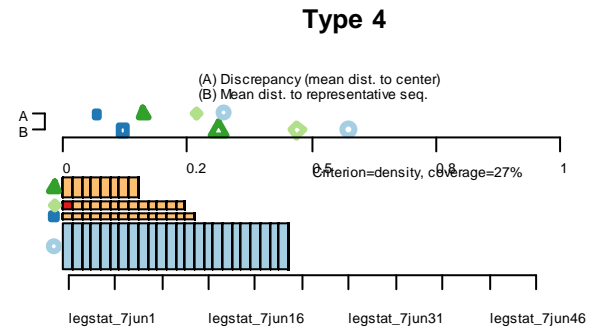 Type 4
(A) Discrepancy (mean dist. to center)
(B) Mean dist. to representative seq.
A
B
0 0.2 0.5 0.8 1
Criterion=density, coverage=27%
legstat_7jun1 legstat_7jun16 legstat_7jun31 legstat_7jun46